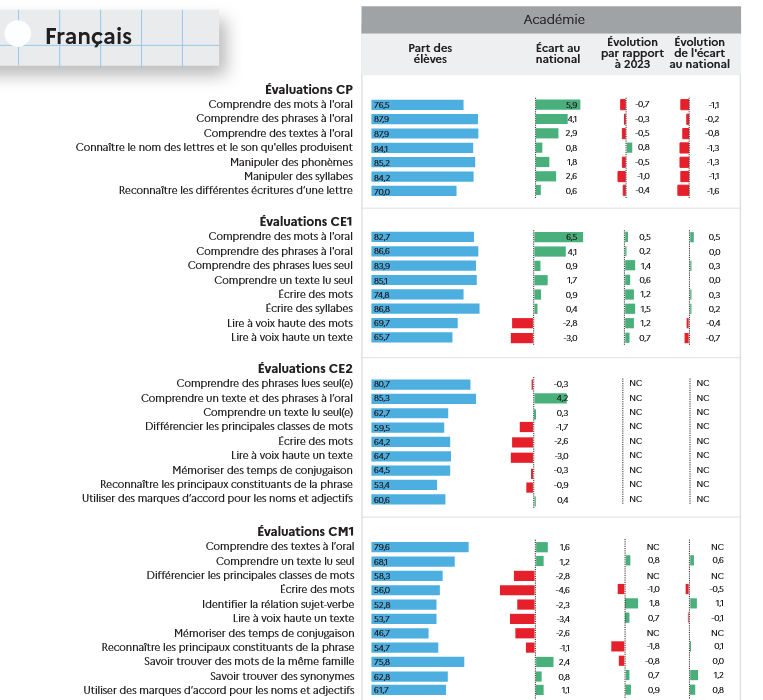 Français
Académie
Part des élèves
Écart au national
Évolution par rapport à 2023
Évolution de l'écart au national
Évaluations CP
Comprendre des mots à l'oral 76,5 5,9 -0,7 -1,1
Comprendre des phrases à l'oral 87,9 4,1 -0,3 -0,2
Comprendre des textes à l'oral 87,9 2,9 -0,5 -0,8
Connaître le nom des lettres et le son qu'elles produisent 84,1 0,8 0,8 -1,3
Manipuler des phonèmes 85,2 1,8 -0,5 -1,3
Manipuler des syllabes 84,2 2,6 -1,0 -1,1
Reconnaître les différentes écritures d'une lettre 70,0 0,6 -0,4 -1,6
Évaluations CE1
Comprendre des mots à l'oral 82,7 6,5 0,5 0,5
Comprendre des phrases à l'oral 86,6 4,1 0,2 0,0
Comprendre des phrases lues seul 83,9 0,9 1,4 0,3
Comprendre un texte lu seul 85,1 1,7 0,6 0,0
Écrire des mots 74,8 0,9 1,2 0,3
Écrire des syllabes 86,8 0,4 1,5 0,2
Lire à voix haute des mots 69,7 -2,8 1,2 -0,4
Lire à voix haute un texte 65,7 -3,0 0,7 -0,7
Évaluations CE2
Comprendre des phrases lues seul(e) 80,7 -0,3 NC NC
Comprendre un texte et des phrases à l'oral 85,3 4,2 NC NC
Comprendre un texte lu seul(e) 62,7 0,3 NC NC
Différencier les principales classes de mots 59,5 -1,7 NC NC
Écrire des mots 64,2 -2,6 NC NC
Lire à voix haute un texte 64,7 -3,0 NC NC
Mémoriser des temps de conjugaison 64,5 -0,3 NC NC
Reconnaître les principaux constituants de la phrase 53,4 -0,9 NC NC
Utiliser des marques d'accord pour les noms et adjectifs 60,6 0,4 NC NC
Évaluations CM1
Comprendre des textes à l'oral 79,6 1,6 NC NC
Comprendre un texte lu seul 68,1 1,2 0,8 0,6
Différencier les principales classes de mots 58,3 -2,8 NC NC
Écrire des mots 56,0 -4,6 -1,0 -0,5
Identifier la rélation sujet-verbe 52,8 -2,3 1,8 1,1
Lire à voix haute un texte 53,7 -3,4 0,7 -0,1
Mémoriser des temps de conjugaison 46,7 -2,6 NC NC
Reconnaître les principaux constituants de la phrase 54,7 -1,1 -1,8 0,1
Savoir trouver des mots de la même famille 75,8 2,4 -0,8 0,0
Savoir trouver des synonymes 62,8 0,8 0,7 1,2
Utiliser des marques d'accord pour les noms et adjectifs 61,7 1,1 0,9 0,8